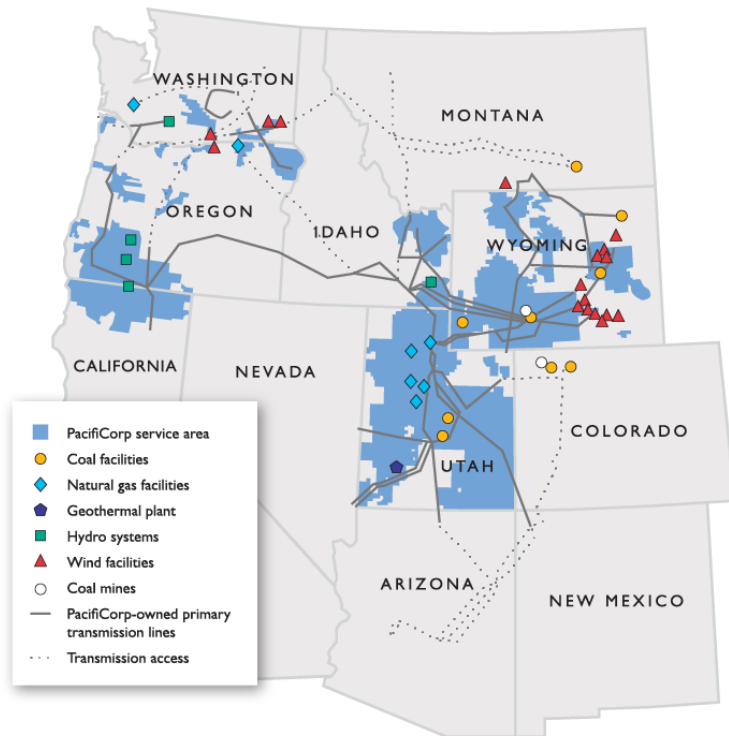 WASHINGTON
MONTANA
OREGON
IDAHO
WYOMING
CALIFORNIA
NEVADA
COLORADO
UTAH
ARIZONA
NEW MEXICO
PacifiCorp service area
Coal facilities
Natural gas facilities
Geothermal plant
Hydro systems
Wind facilities
Coal mines
PacifiCorp-owned primary
transmission lines
Transmission access